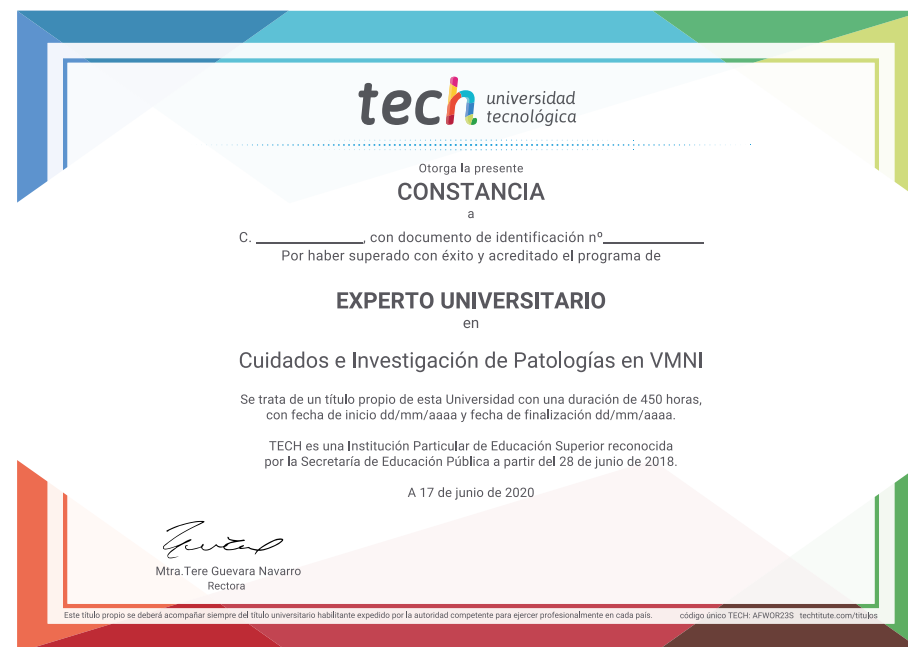 tech universidad
tecnológica
Otorga la presente
CONSTANCIA
a
C. ____________, con documento de identificación nº____________
Por haber superado con éxito y acreditado el programa de
EXPERTO UNIVERSITARIO
en
Cuidados e Investigación de Patologías en VMNI
Se trata de un título propio de esta Universidad con una duración de 450 horas,
con fecha de inicio dd/mm/aaaa y fecha de finalización dd/mm/aaaa.
TECH es una Institución Particular de Educación Superior reconocida
por la Secretaría de Educación Pública a partir del 28 de junio de 2018.
A 17 de junio de 2020
Mtra.Tere Guevara Navarro
Rectora
Este título propio se deberá acompañar siempre del título universitario habilitante expedido por la autoridad competente para ejercer profesionalmente en cada país. código único TECH: AFWOR23S techtitute.com/titulos